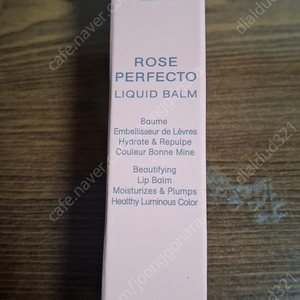 ROSE
PERFECTO
LIQUID BALM
Baume
Embellisseur de Lèvres
Hydrate & Repulpe
Couleur Bonne Mine
Beautifying
Lip Balm
Moisturizes & Plumps
Healthy Luminous Color